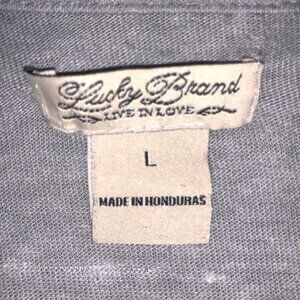 Lucky Brand
LIVE IN LOVE
L
MADE IN HONDURAS